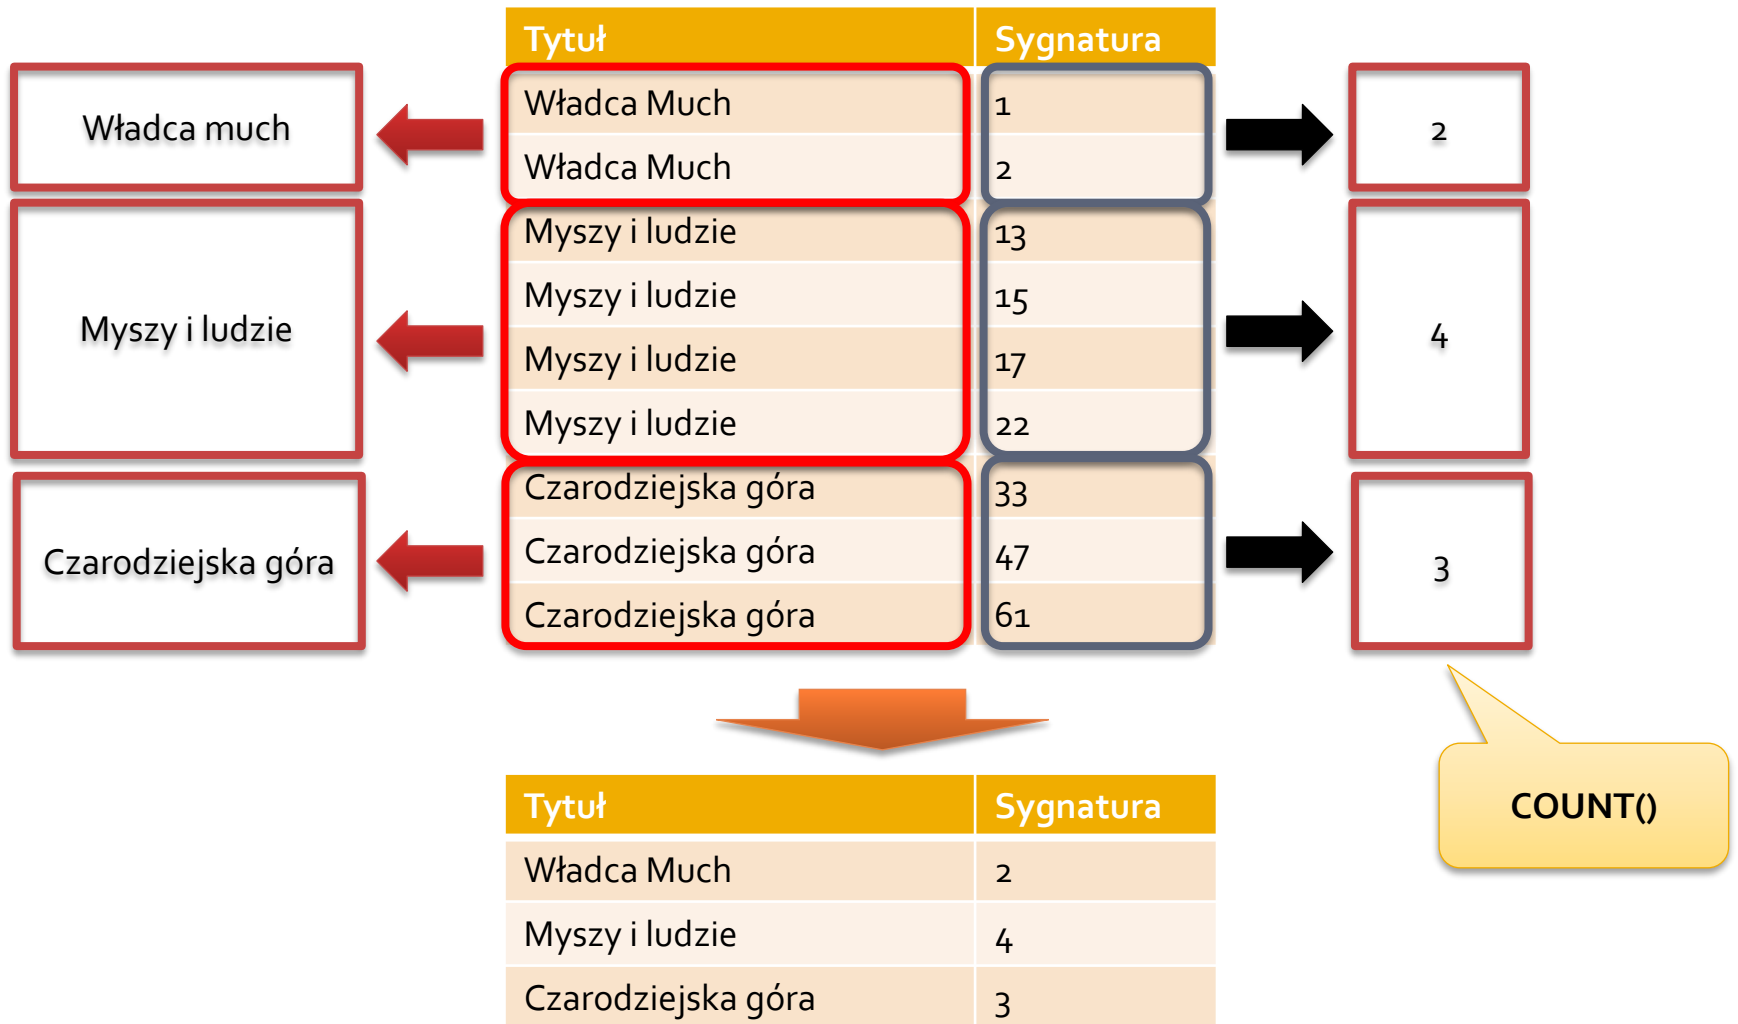 Tytuł Sygnatura
Władca much
Władca Much 1
Władca Much 2
2
Myszy i ludzie
Myszy i ludzie 13
Myszy i ludzie 15
Myszy i ludzie 17
Myszy i ludzie 22
4
Czarodziejska góra
Czarodziejska góra 33
Czarodziejska góra 47
Czarodziejska góra 61
3
COUNT()
Tytuł Sygnatura
Władca Much 2
Myszy i ludzie 4
Czarodziejska góra 3